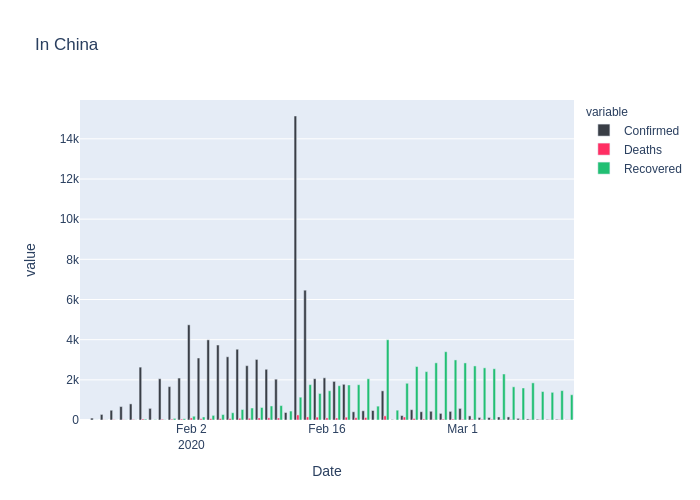 In China
variable
Confirmed
Deaths
Recovered
14k
12k
10k
8k
6k
4k
2k
0
value
Feb 2
2020
Feb 16
Mar 1
Date